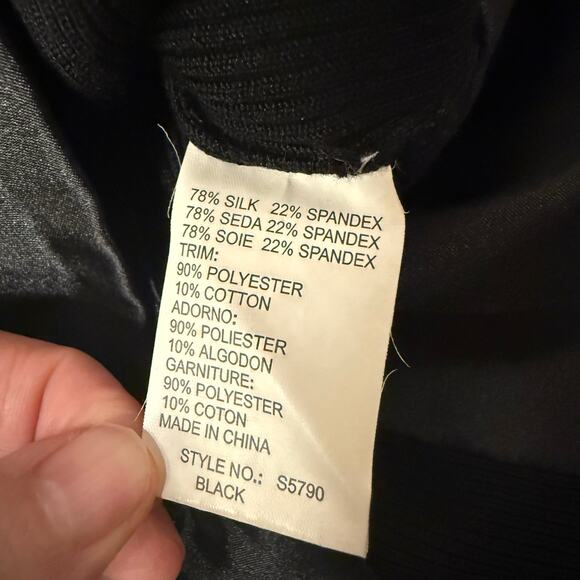 78% SILK 22% SPANDEX
78% SEDA 22% SPANDEX
78% SOIE 22% SPANDEX
TRIM:
90% POLYESTER
10% COTTON
ADORNO:
90% POLIESTER
10% ALGODON
GARNITURE:
90% POLYESTER
10% COTON
MADE IN CHINA
STYLE NO.: S5790
BLACK